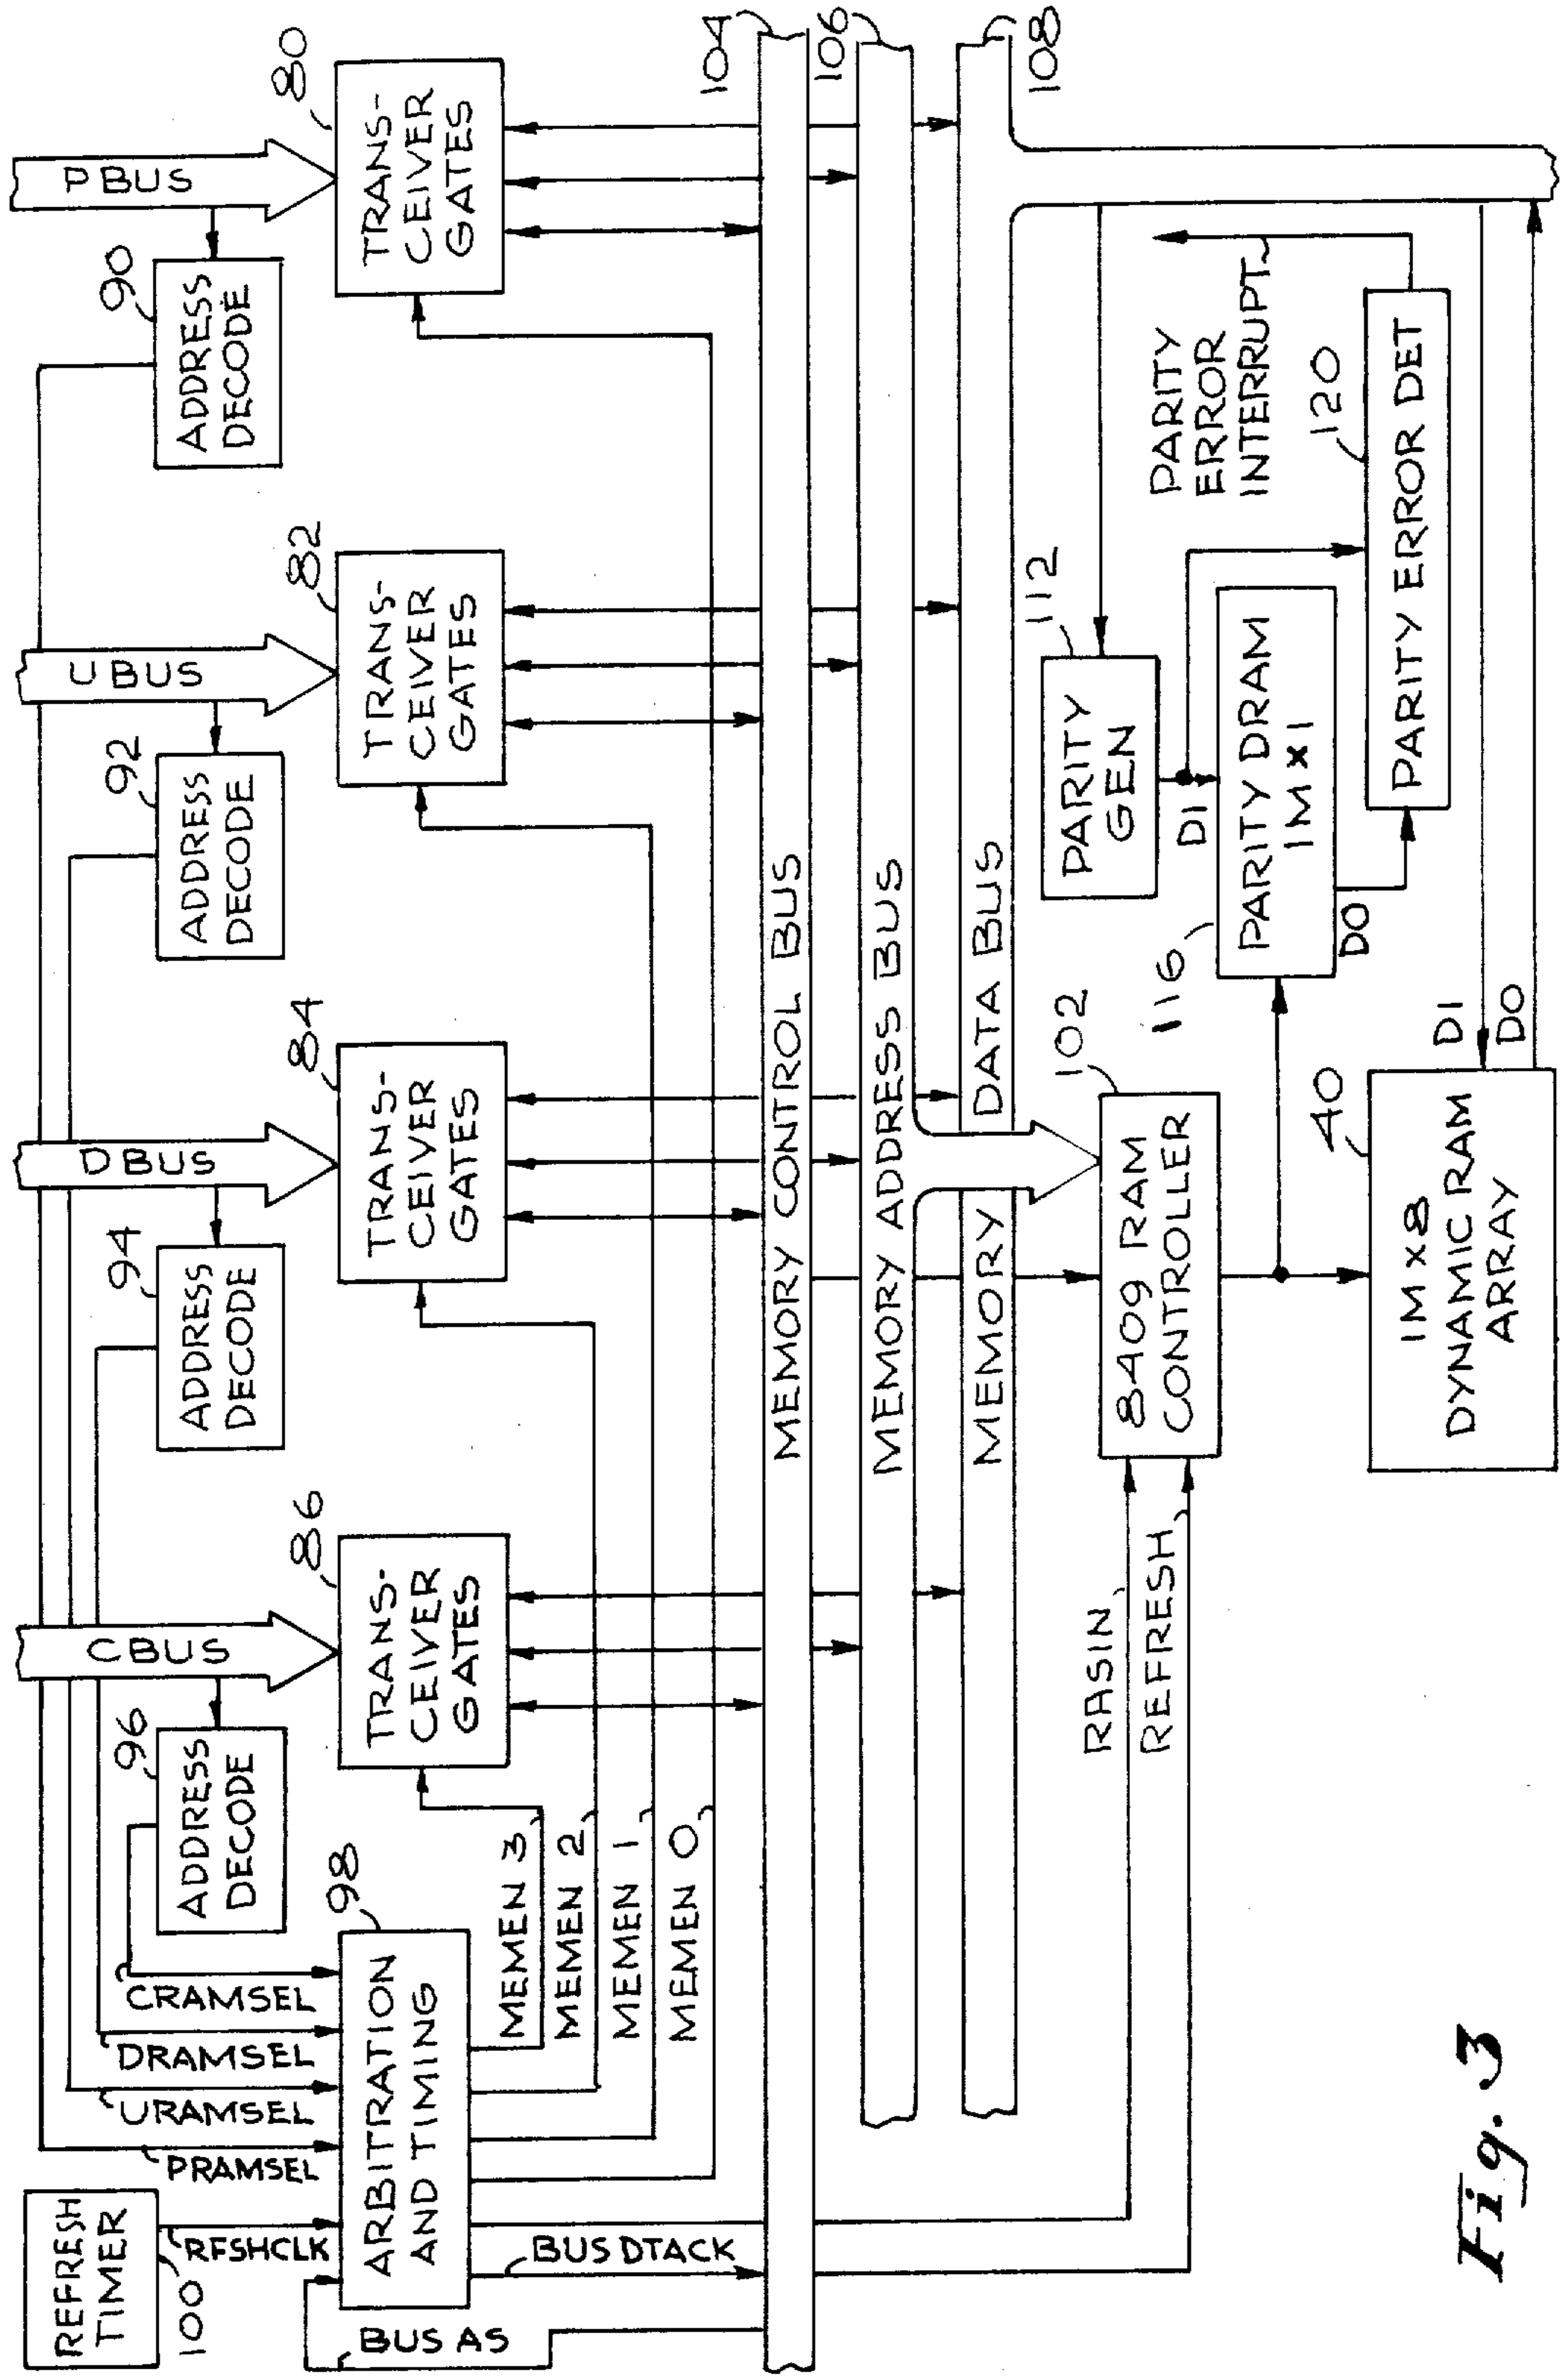 REFRESH
TIMER
100
RFSHCLK
PRAMSEL
URAMSEL
DRAMSEL
CRAMSEL
BUS AS
ARBITRATION
AND TIMING
98
BUS DTACK
MEMEN 3
MEMEN 2
MEMEN 1
MEMEN 0
C BUS
96
ADDRESS
DECODE
86
TRANS-
CEIVER
GATES
D BUS
94
ADDRESS
DECODE
84
TRANS-
CEIVER
GATES
U BUS
92
ADDRESS
DECODE
82
TRANS-
CEIVER
GATES
P BUS
90
ADDRESS
DECODE
80
TRANS-
CEIVER
GATES
MEMORY CONTROL BUS
104
MEMORY ADDRESS BUS
106
MEMORY DATA BUS
108
RASIN
REFRESH
102
8409 RAM
CONTROLLER
112
PARITY
GEN
DI
116
PARITY DRAM
1M x 1
DO
PARITY
ERROR
INTERRUPT
120
PARITY ERROR DET
40
1M x 8
DYNAMIC RAM
ARRAY
DI
DO
Fig. 3